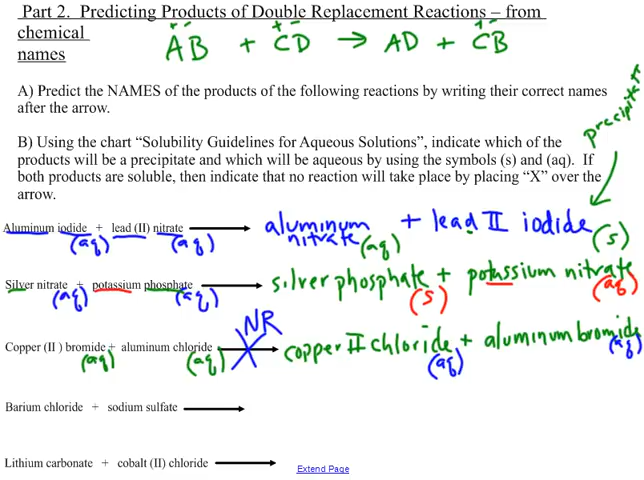 Part 2.  Predicting Products of Double Replacement Reactions – from
chemical
names
+ - + - + -
AB + CD → AD + CB
A) Predict the NAMES of the products of the following reactions by writing their correct names
after the arrow.
precipitate
B) Using the chart “Solubility Guidelines for Aqueous Solutions”, indicate which of the
products will be a precipitate and which will be aqueous by using the symbols (s) and (aq).  If
both products are soluble, then indicate that no reaction will take place by placing “X” over the
arrow.
Aluminum iodide + lead (II) nitrate → aluminum nitrate + lead II iodide
(aq) (aq) (aq) (s)
Silver nitrate + potassium phosphate → silver phosphate + potassium nitrate
(aq) (aq) (s) (aq)
NR
Copper (II ) bromide + aluminum chloride → copper II chloride + aluminum bromide
(aq) (aq) X (aq) (aq)
Barium chloride + sodium sulfate →
Lithium carbonate + cobalt (II) chloride →
Extend Page